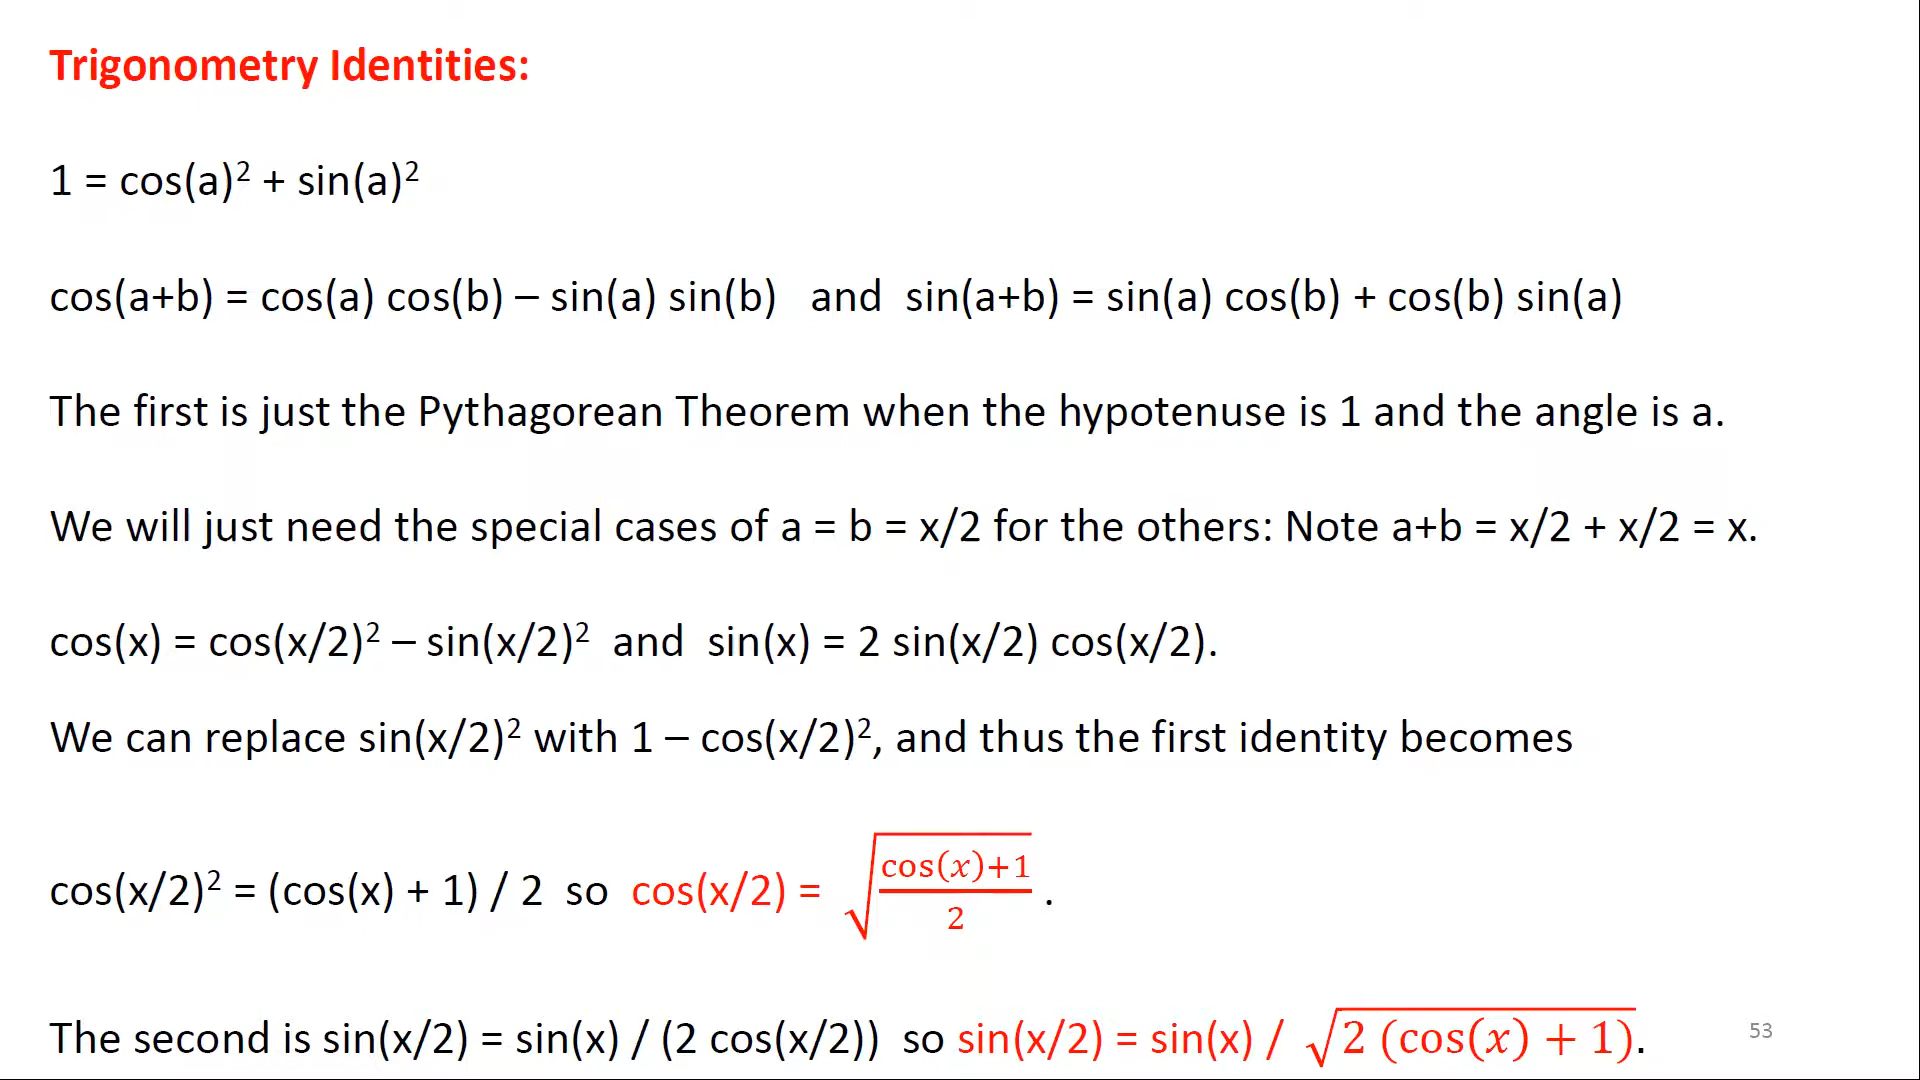 Trigonometry Identities:
1 = cos(a)² + sin(a)²
cos(a+b) = cos(a) cos(b) – sin(a) sin(b) and sin(a+b) = sin(a) cos(b) + cos(b) sin(a)
The first is just the Pythagorean Theorem when the hypotenuse is 1 and the angle is a.
We will just need the special cases of a = b = x/2 for the others: Note a+b = x/2 + x/2 = x.
cos(x) = cos(x/2)² – sin(x/2)² and sin(x) = 2 sin(x/2) cos(x/2).
We can replace sin(x/2)² with 1 – cos(x/2)², and thus the first identity becomes
cos(x/2)² = (cos(x) + 1) / 2 so cos(x/2) = √((cos(x)+1)/2) .
The second is sin(x/2) = sin(x) / (2 cos(x/2)) so sin(x/2) = sin(x) / √(2 (cos(x) + 1)).
53